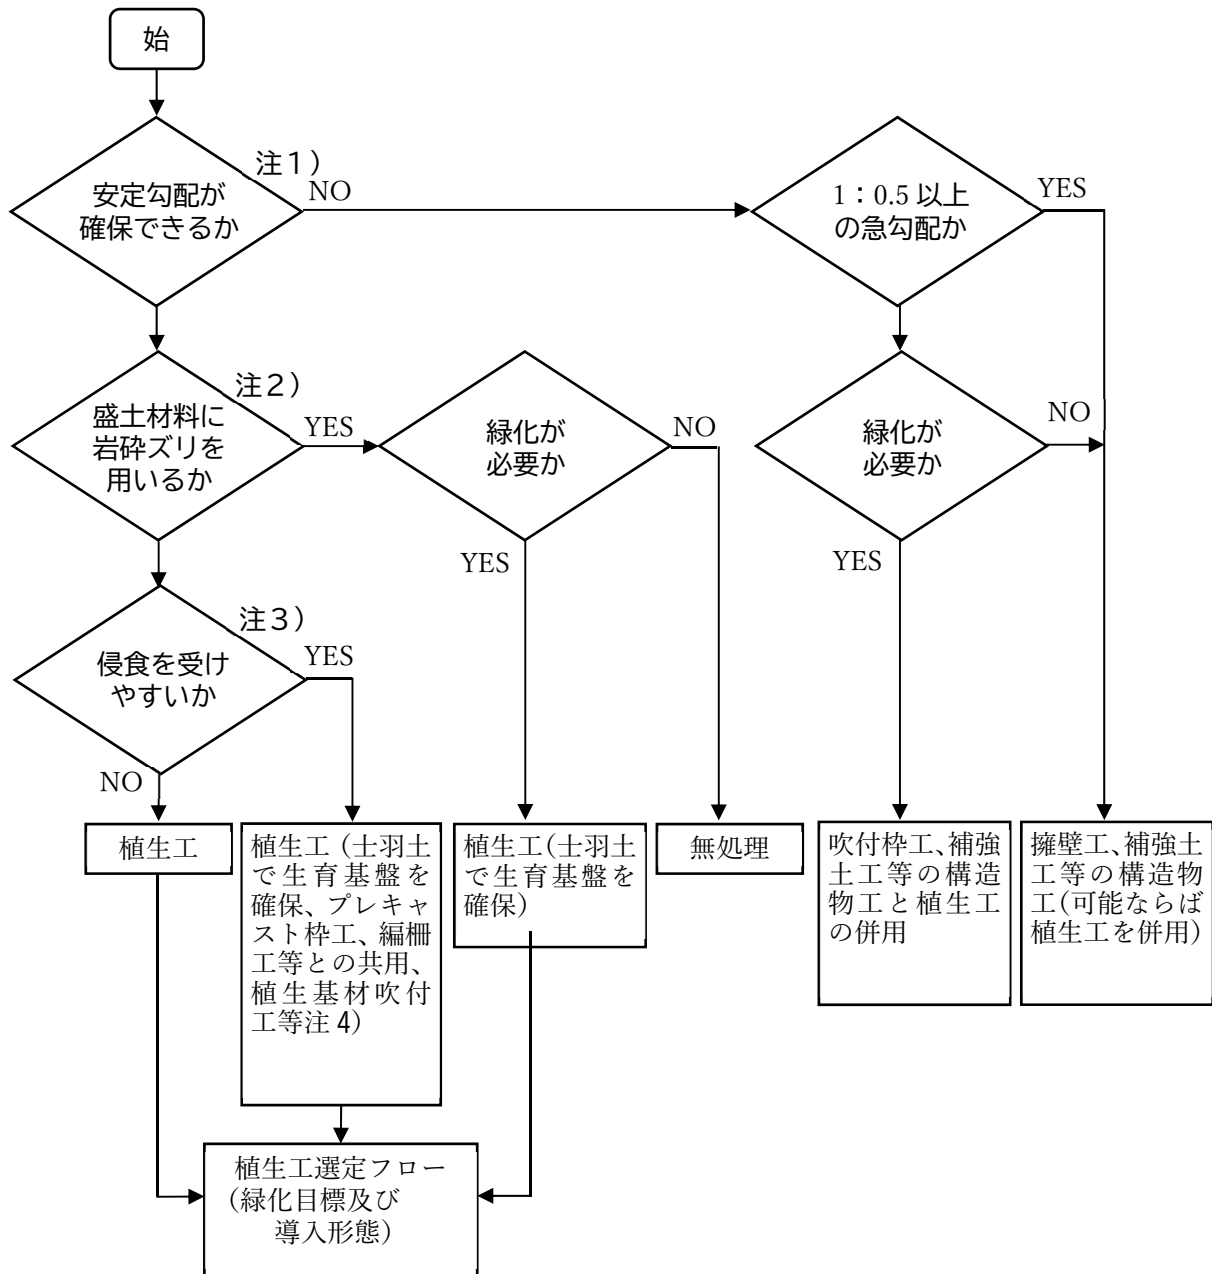 始
注１）
安定勾配が
確保できるか
NO
1：0.5 以上
の急勾配か
YES
注２）
盛土材料に
岩砕ズリを
用いるか
YES
緑化が
必要か
NO
YES
緑化が
必要か
NO
YES
注３）
侵食を受け
やすいか
YES
NO
植生工
植生工（士羽土
で生育基盤を
確保、プレキャ
スト枠工、編柵
工等との共用、
植生基材吹付
工等注 4）
植生工（士羽土
で生育基盤を
確保）
無処理
吹付枠工、補強
土工等の構造
物工と植生工
の併用
擁壁工、補強土
工等の構造物
工（可能ならば
植生工を併用）
植生工選定フロー
（緑化目標及び
導入形態）